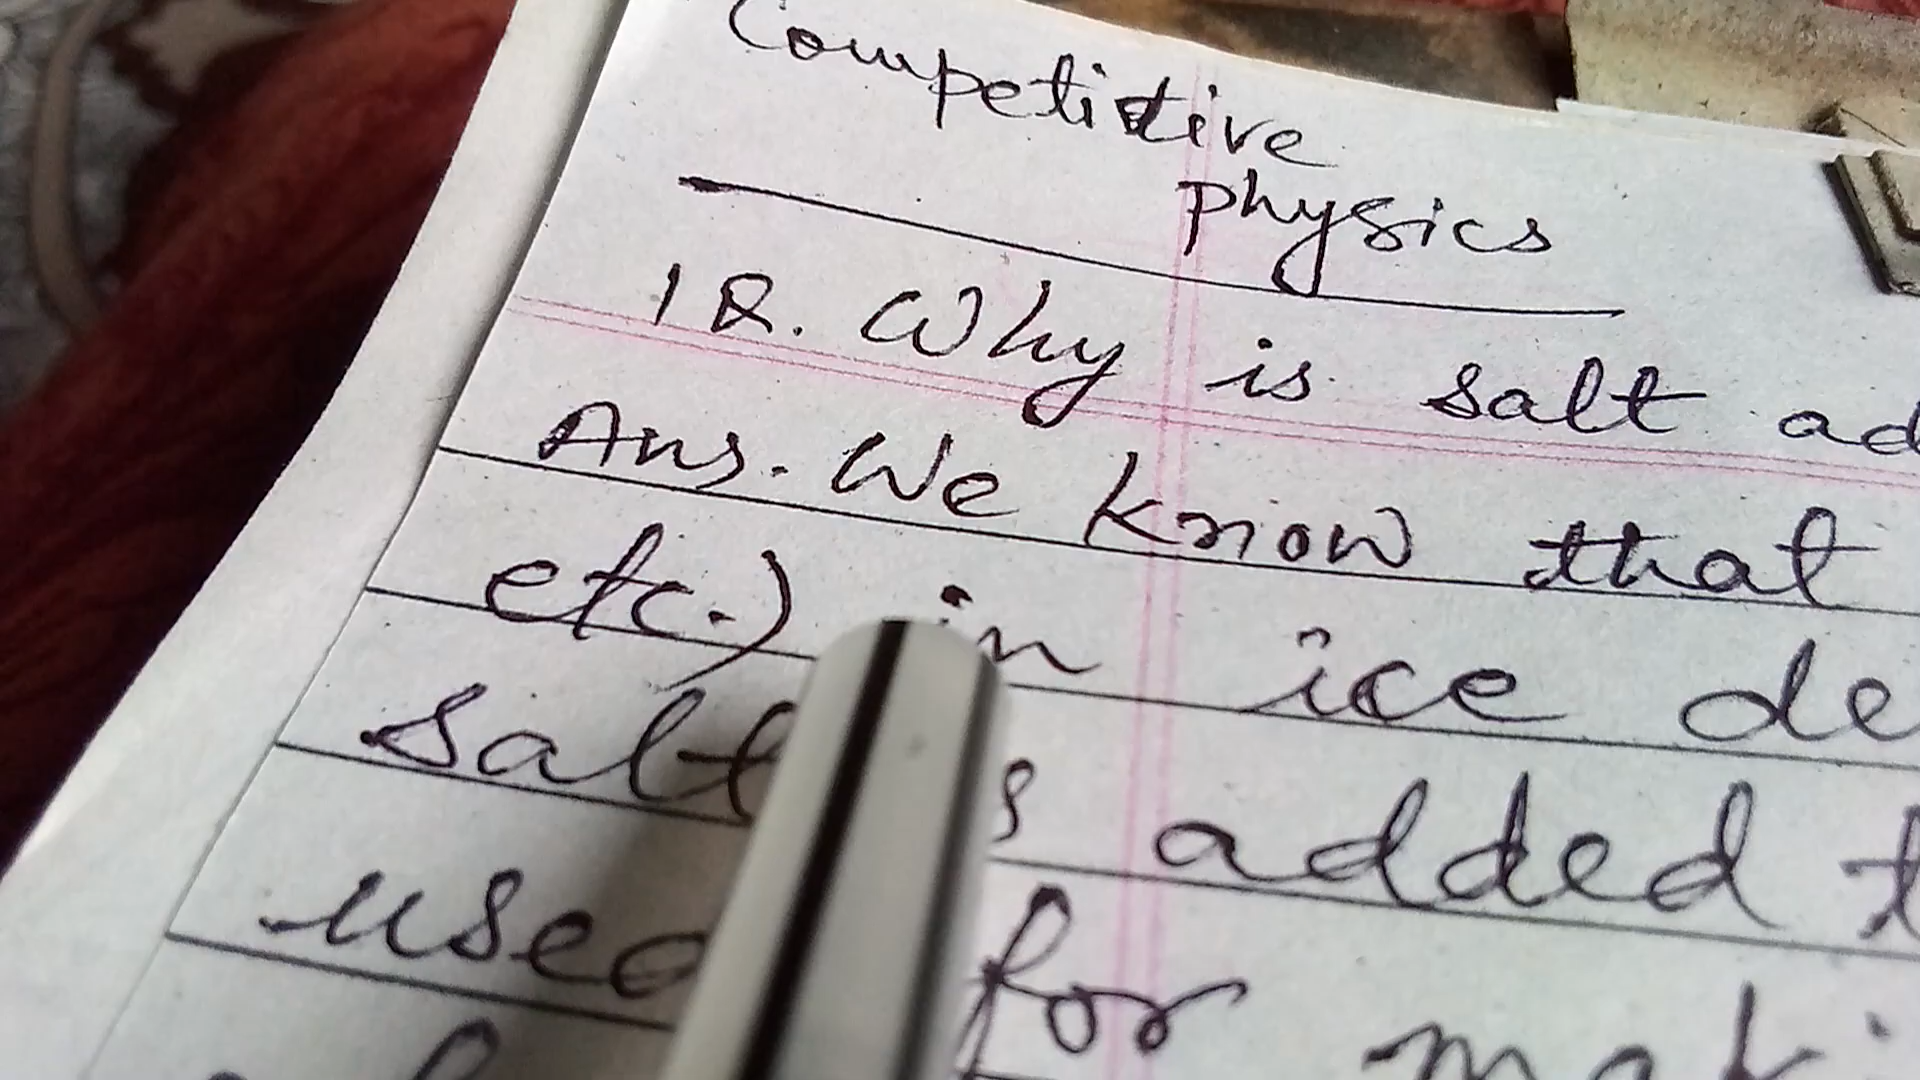 Competitive
physics
1Q. Why is salt ad
Ans. We know that
etc.) in ice de
salt added t
used for maki